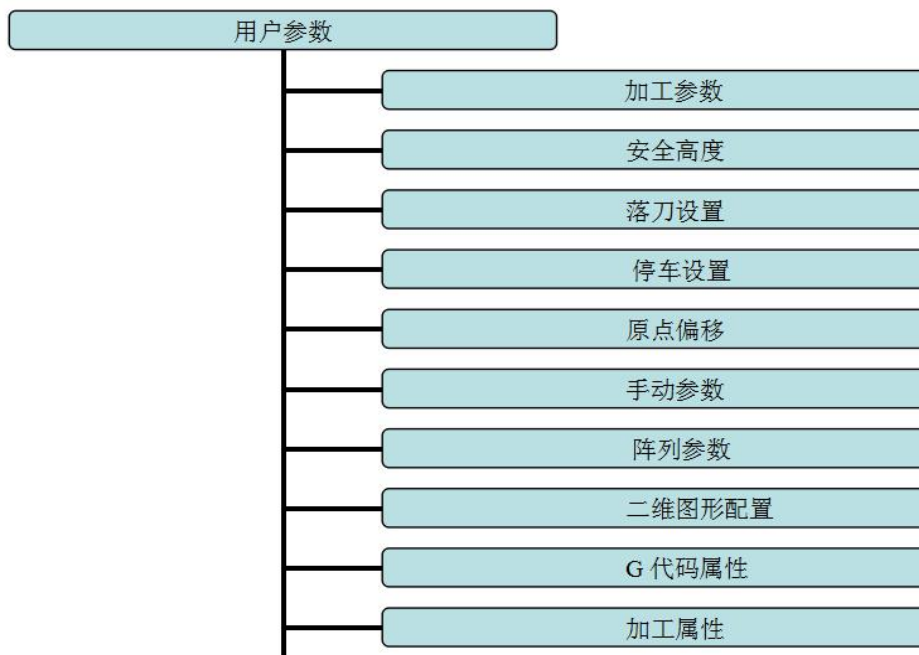 用户参数
加工参数
安全高度
落刀设置
停车设置
原点偏移
手动参数
阵列参数
二维图形配置
G 代码属性
加工属性